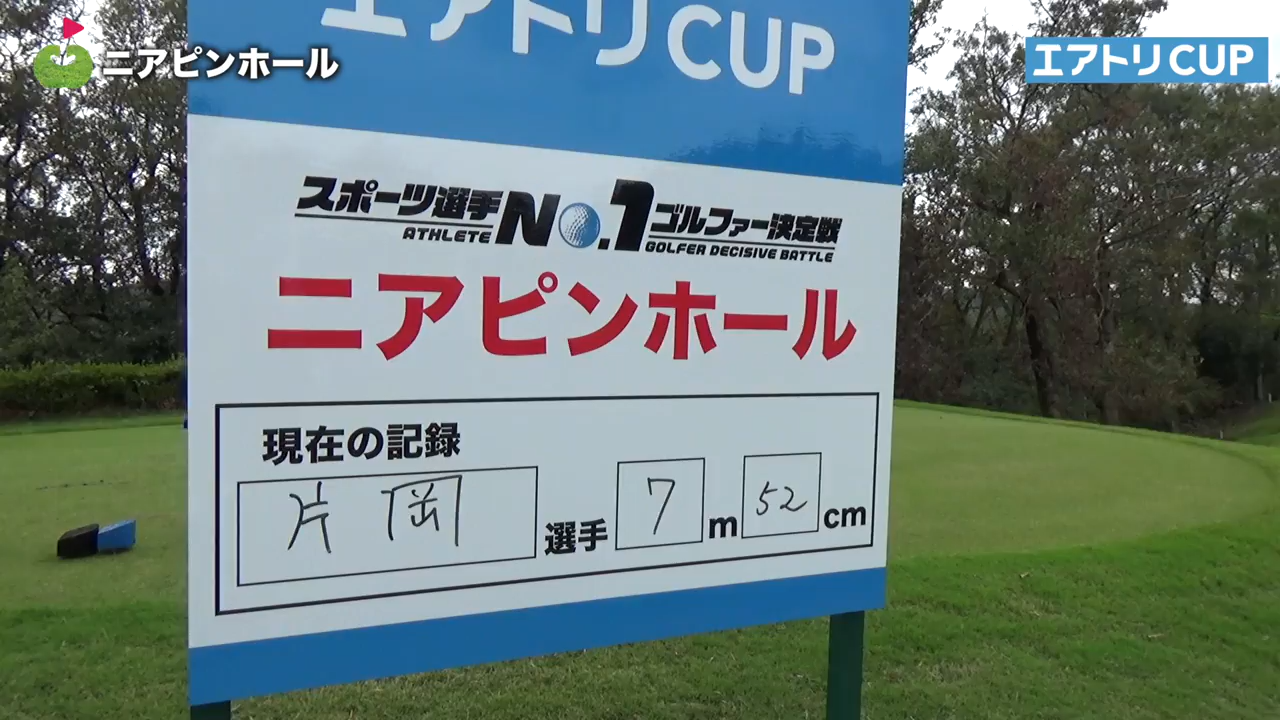 ニアピンホール
エアトリCUP
エアトリCUP
スポーツ選手 No.1 ゴルファー決定戦
ATHLETE GOLFER DECISIVE BATTLE
ニアピンホール
現在の記録
片岡 選手 7 m 52 cm